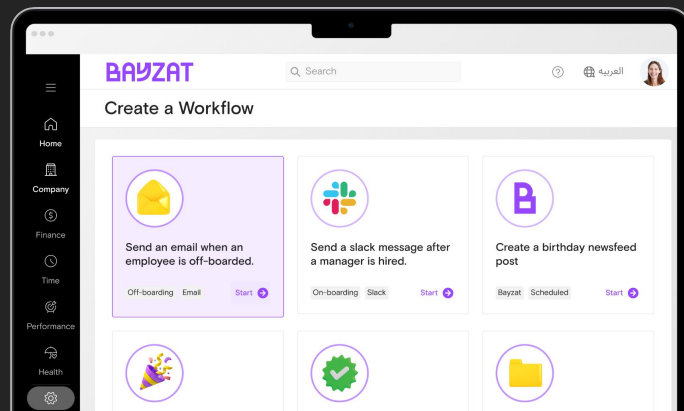 BAYZAT
Search
العربيه
Create a Workflow
Home
Company
Finance
Time
Performance
Health
Send an email when an
employee is off-boarded.
Off-boarding Email Start
Send a slack message after
a manager is hired.
On-boarding Slack Start
Create a birthday newsfeed
post
Bayzat Scheduled Start